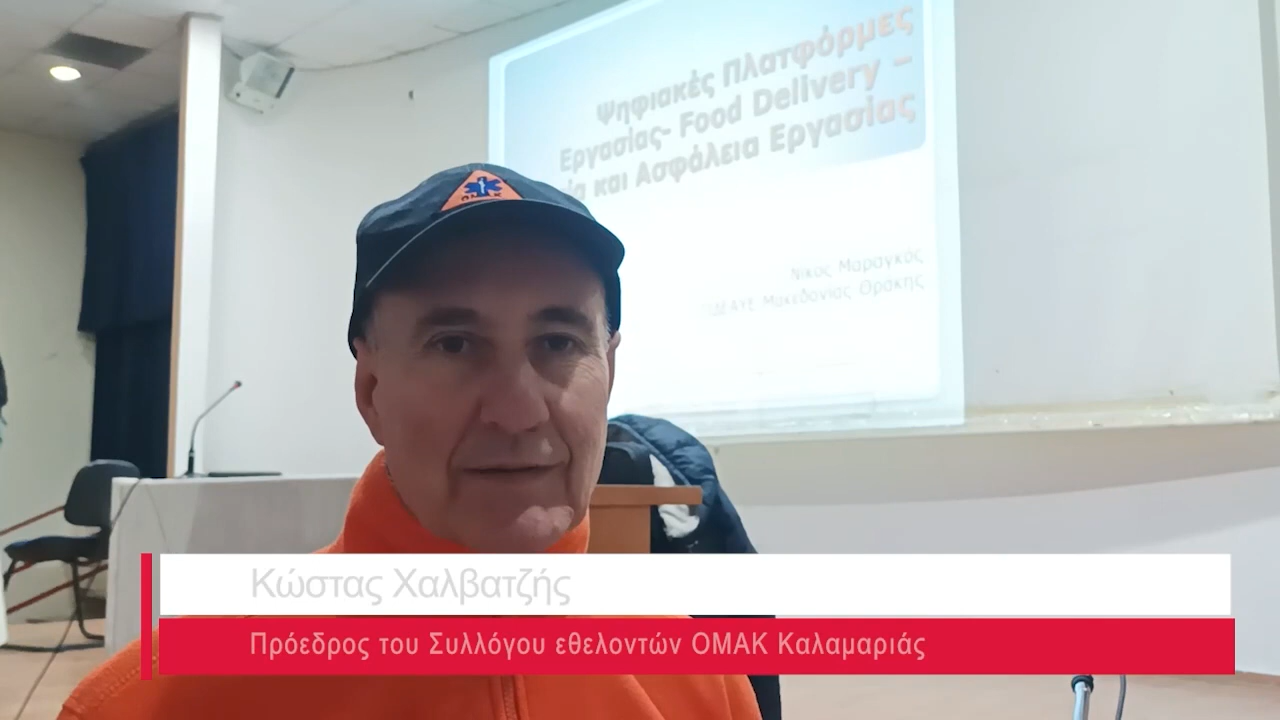 Ψηφιακές Πλατφόρμες
Εργασίας- Food Delivery –
και Ασφάλεια Εργασίας
Νίκος Μαραγκός
Μακεδονίας Θράκης
ΟΜΑΚ
Κώστας Χαλβατζής
Πρόεδρος του Συλλόγου εθελοντών ΟΜΑΚ Καλαμαριάς